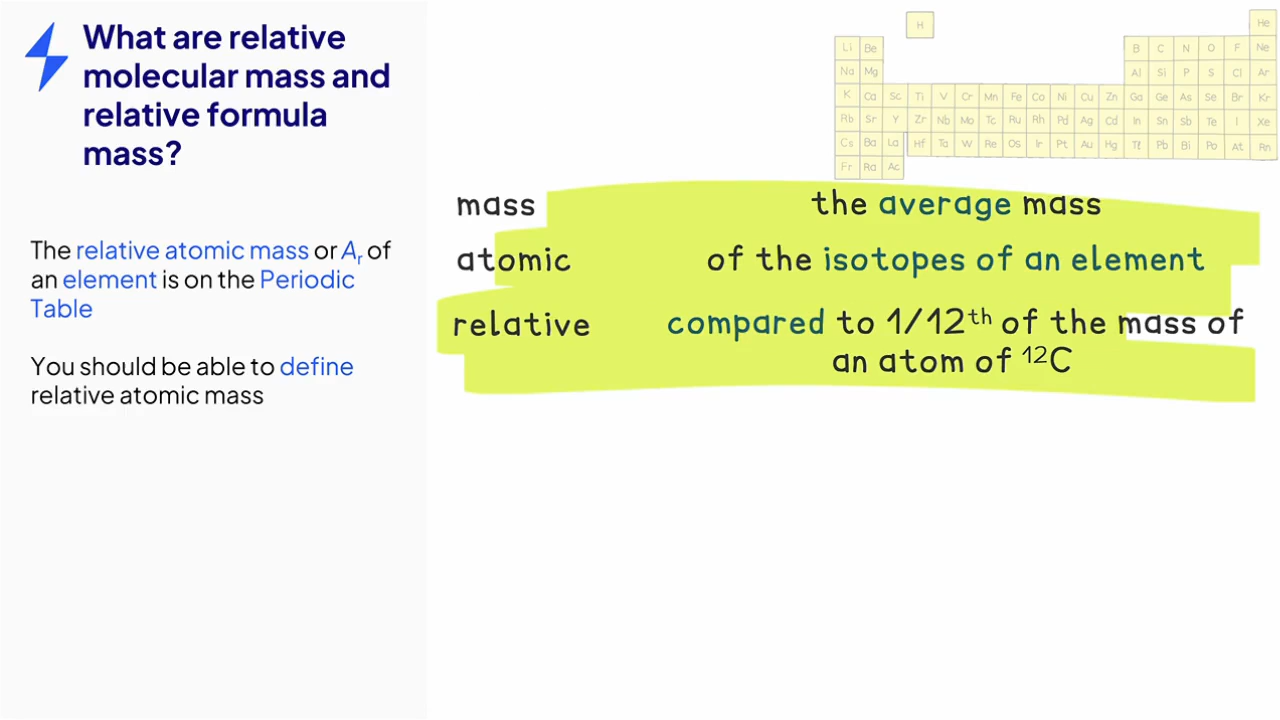 What are relative
molecular mass and
relative formula
mass?
The relative atomic mass or Ar of
an element is on the Periodic
Table
You should be able to define
relative atomic mass
H He
Li Be B C N O F Ne
Na Mg Al Si P S Cl Ar
K Ca Sc Ti V Cr Mn Fe Co Ni Cu Zn Ga Ge As Se Br Kr
Rb Sr Y Zr Nb Mo Tc Ru Rh Pd Ag Cd In Sn Sb Te I Xe
Cs Ba La Hf Ta W Re Os Ir Pt Au Hg Tl Pb Bi Po At Rn
Fr Ra Ac
mass the average mass
atomic of the isotopes of an element
relative compared to 1/12th of the mass of
an atom of ¹²C